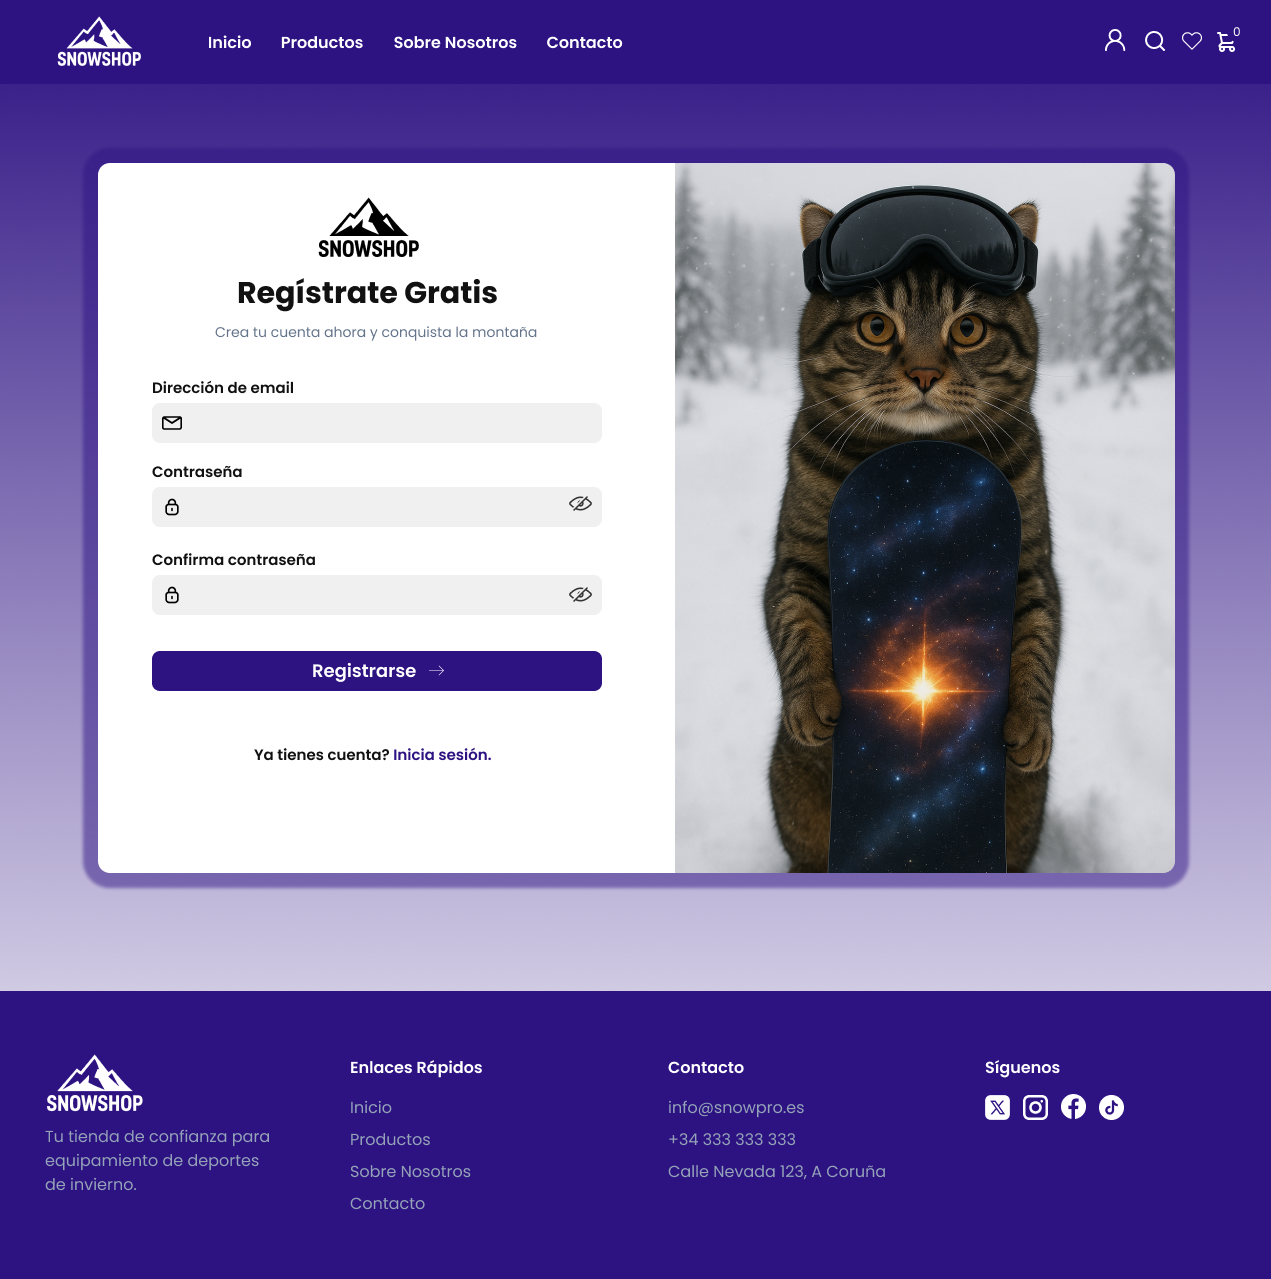 SNOWSHOP
Inicio
Productos
Sobre Nosotros
Contacto
0
SNOWSHOP
Regístrate Gratis
Crea tu cuenta ahora y conquista la montaña
Dirección de email
Contraseña
Confirma contraseña
Registrarse
Ya tienes cuenta? Inicia sesión.
SNOWSHOP
Tu tienda de confianza para
equipamiento de deportes
de invierno.
Enlaces Rápidos
Inicio
Productos
Sobre Nosotros
Contacto
Contacto
info@snowpro.es
+34 333 333 333
Calle Nevada 123, A Coruña
Síguenos